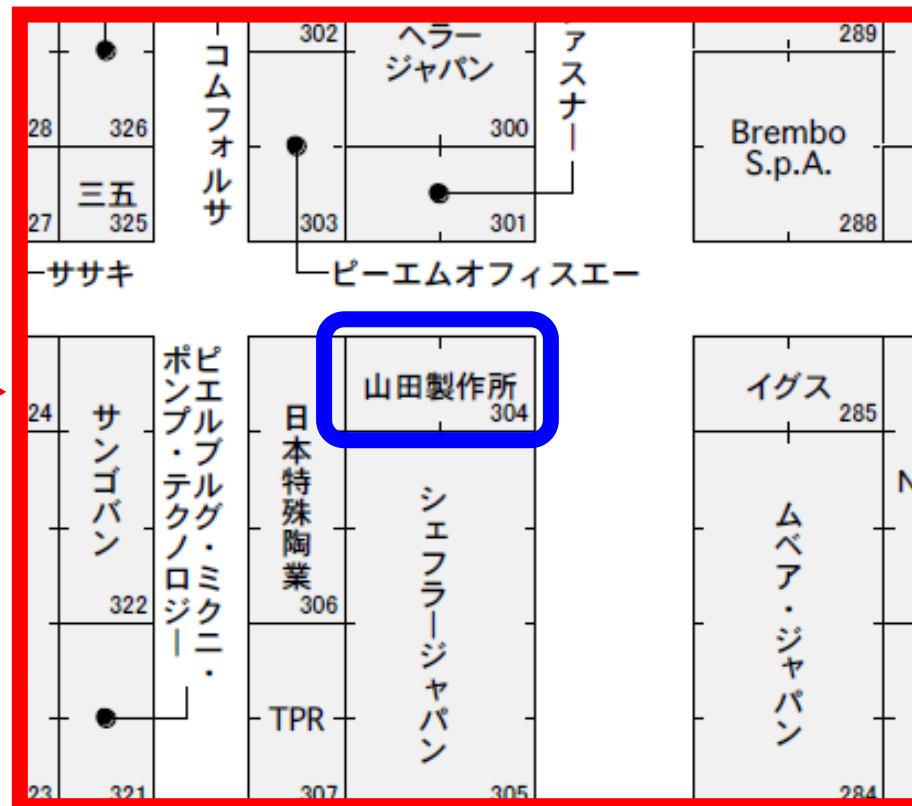 302
ヘラー
ジャパン
ァスナー
289
コムフォルサ
28
326
300
Brembo
S.p.A.
三五
27
325
303
301
288
ササキ
ピーエムオフィスエー
ピエルブルグ・ミクニ・
ポンプ・テクノロジー
山田製作所
304
イグス
285
24
サンゴバン
日本特殊陶業
シェフラージャパン
ムベア・ジャパン
N
322
306
TPR
23
321
307
305
284